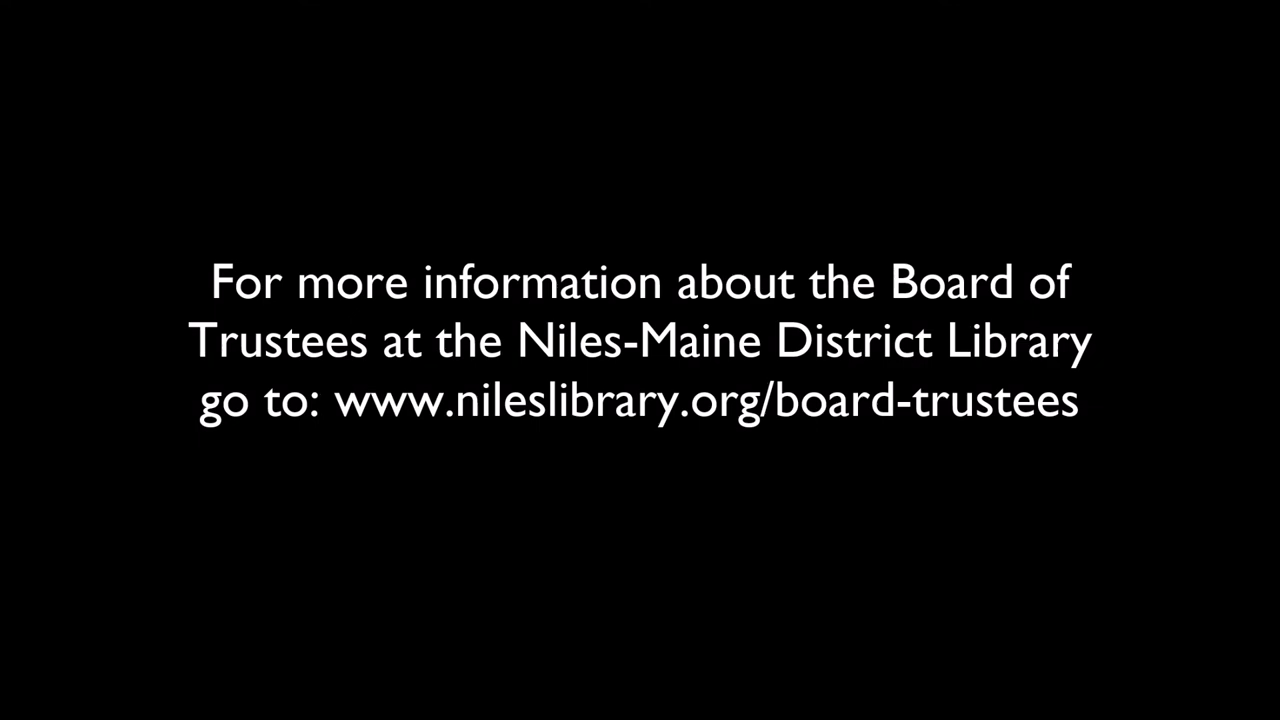 For more information about the Board of
Trustees at the Niles-Maine District Library
go to: www.nileslibrary.org/board-trustees